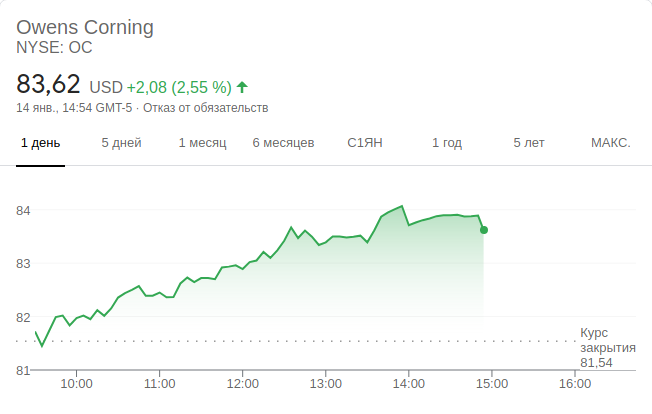 Owens Corning
NYSE: OC
83,62 USD +2,08 (2,55 %)
14 янв., 14:54 GMT-5 · Отказ от обязательств
1 день 5 дней 1 месяц 6 месяцев С1ЯН 1 год 5 лет МАКС.
84
83
82
Курс
закрытия
81,54
81
10:00 11:00 12:00 13:00 14:00 15:00 16:00